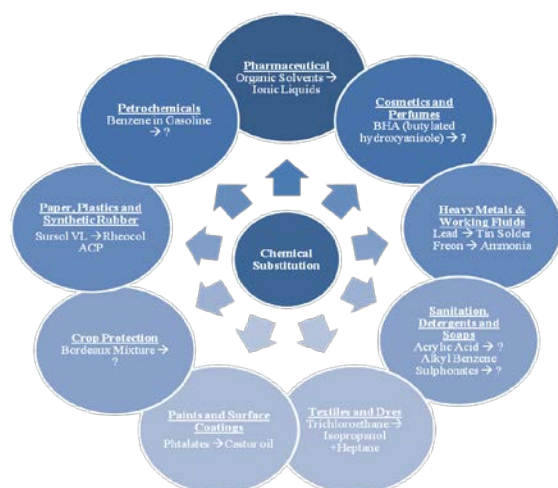 Pharmaceutical
Organic Solvents →
Ionic Liquids
Cosmetics and
Perfumes
BHA (butylated
hydroxyanisole) → ?
Heavy Metals &
Working Fluids
Lead → Tin Solder
Freon → Ammonia
Sanitation,
Detergents and
Soaps
Acrylic Acid → ?
Alkyl Benzene
Sulphonates → ?
Textiles and Dyes
Trichloroethane →
Isopropanol
+Heptane
Paints and Surface
Coatings
Phtalates → Castor oil
Crop Protection
Bordeaux Mixture →
?
Paper, Plastics and
Synthetic Rubber
Sursol VL → Rheocol
ACP
Petrochemicals
Benzene in Gasoline
→ ?
Chemical
Substitution